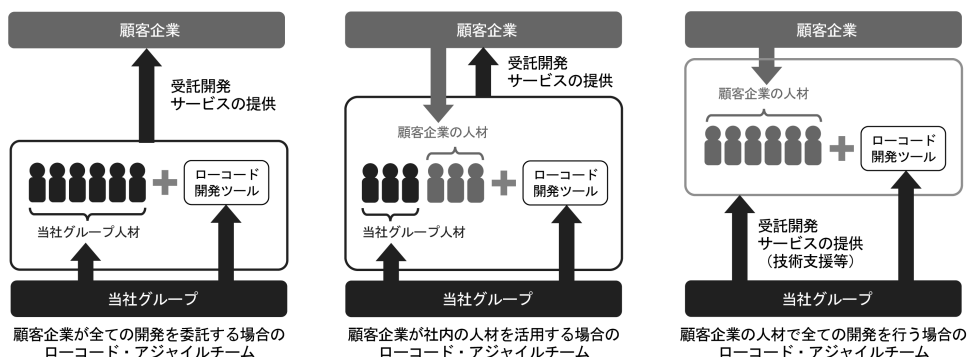 顧客企業
受託開発
サービスの提供
ローコード
開発ツール
当社グループ人材
当社グループ
顧客企業が全ての開発を委託する場合の
ローコード・アジャイルチーム
顧客企業
受託開発
サービスの提供
顧客企業の人材
ローコード
開発ツール
当社グループ人材
当社グループ
顧客企業が社内の人材を活用する場合の
ローコード・アジャイルチーム
顧客企業
顧客企業の人材
ローコード
開発ツール
受託開発
サービスの提供
（技術支援等）
当社グループ
顧客企業の人材で全ての開発を行う場合の
ローコード・アジャイルチーム